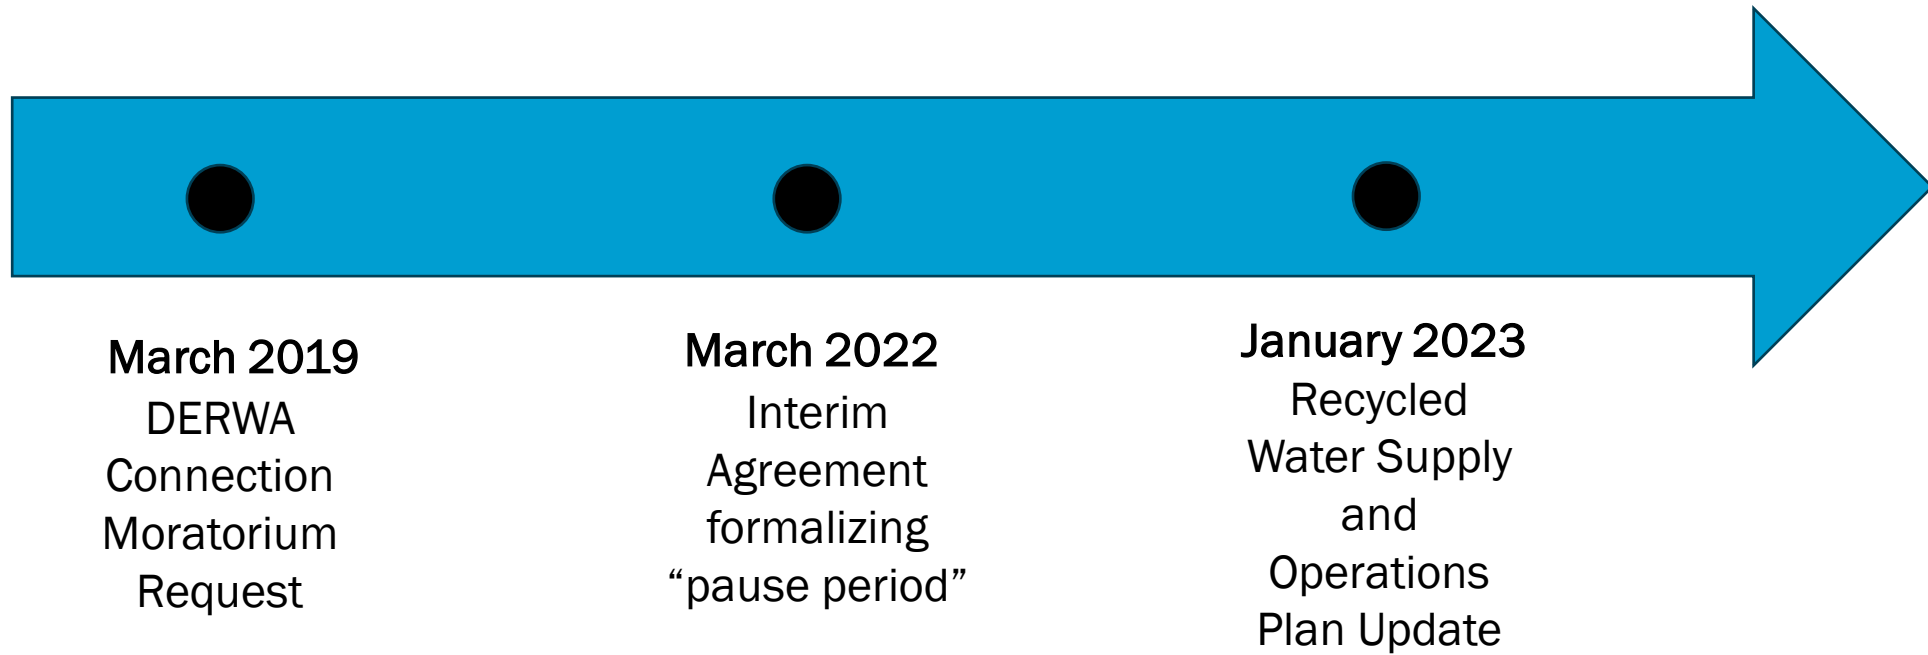 March 2019
DERWA
Connection
Moratorium
Request
March 2022
Interim
Agreement
formalizing
“pause period”
January 2023
Recycled
Water Supply
and
Operations
Plan Update